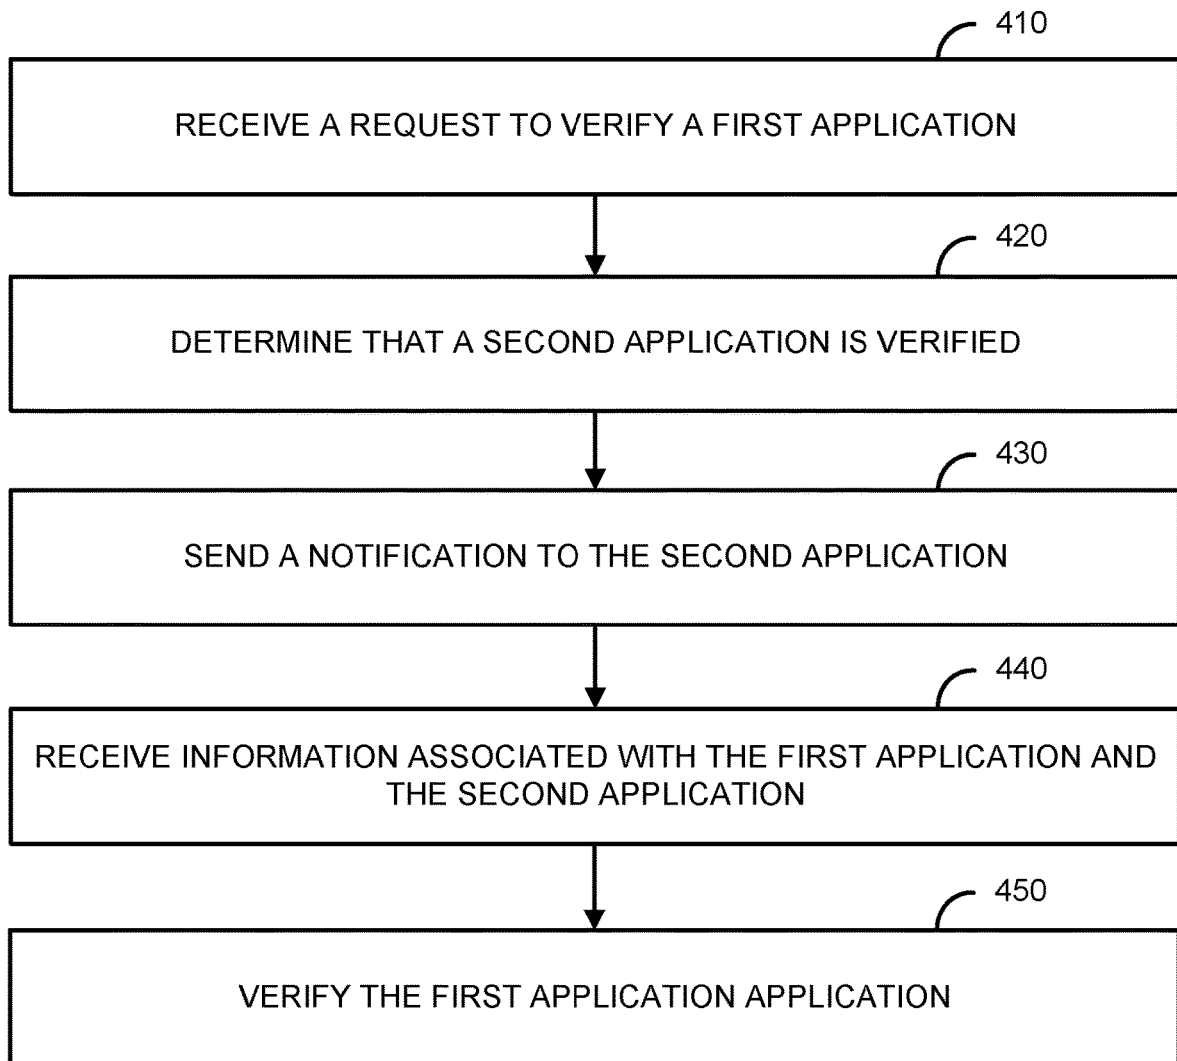 410
RECEIVE A REQUEST TO VERIFY A FIRST APPLICATION
420
DETERMINE THAT A SECOND APPLICATION IS VERIFIED
430
SEND A NOTIFICATION TO THE SECOND APPLICATION
440
RECEIVE INFORMATION ASSOCIATED WITH THE FIRST APPLICATION AND
THE SECOND APPLICATION
450
VERIFY THE FIRST APPLICATION APPLICATION